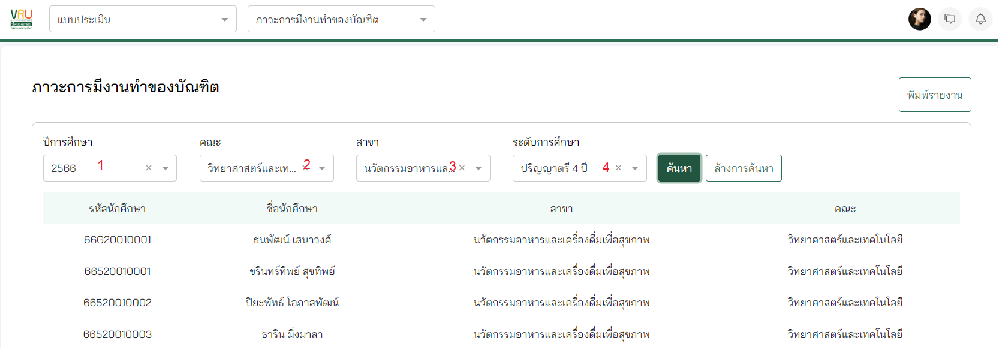 VRU
แบบประเมิน
ภาวะการมีงานทำของบัณฑิต
ภาวะการมีงานทำของบัณฑิต
พิมพ์รายงาน
ปีการศึกษา คณะ สาขา ระดับการศึกษา
2566 1 × วิทยาศาสตร์และเท... 2 × นวัตกรรมอาหารและ... 3 × ปริญญาตรี 4 ปี 4 × ค้นหา ล้างการค้นหา
รหัสนักศึกษา ชื่อนักศึกษา สาขา คณะ
66G20010001 ธนพัฒน์ เสนาวงศ์ นวัตกรรมอาหารและเครื่องดื่มเพื่อสุขภาพ วิทยาศาสตร์และเทคโนโลยี
66520010001 ขรินทร์ทิพย์ สุขทิพย์ นวัตกรรมอาหารและเครื่องดื่มเพื่อสุขภาพ วิทยาศาสตร์และเทคโนโลยี
66520010002 ปิยะพัทธ์ โอภาสพัฒน์ นวัตกรรมอาหารและเครื่องดื่มเพื่อสุขภาพ วิทยาศาสตร์และเทคโนโลยี
66520010003 ธาริน มิ่งมาลา นวัตกรรมอาหารและเครื่องดื่มเพื่อสุขภาพ วิทยาศาสตร์และเทคโนโลยี